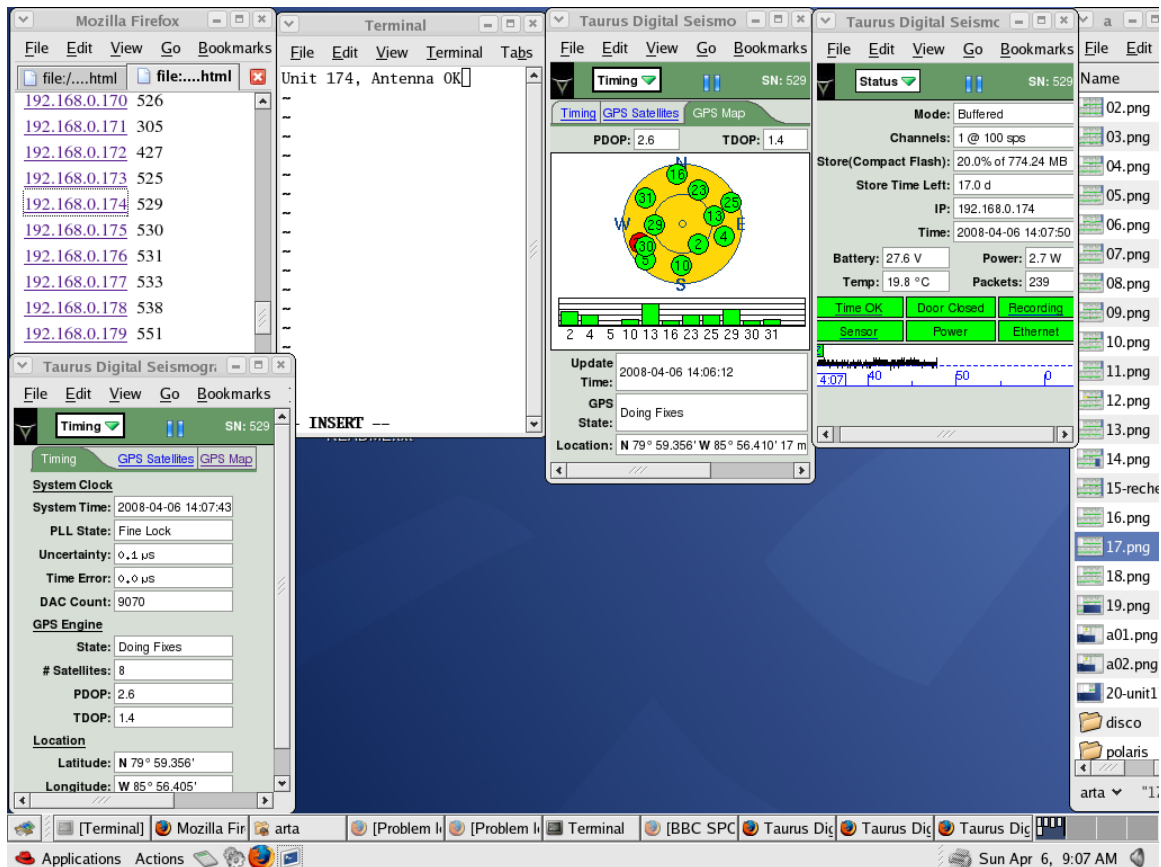 Mozilla Firefox
File Edit View Go Bookmarks
file:/....html file:....html
192.168.0.170 526
192.168.0.171 305
192.168.0.172 427
192.168.0.173 525
192.168.0.174 529
192.168.0.175 530
192.168.0.176 531
192.168.0.177 533
192.168.0.178 538
192.168.0.179 551
Terminal
File Edit View Terminal Tabs
Unit 174, Antenna OK
~
~
~
~
~
~
~
~
~
~
~
~
~
INSERT --
Taurus Digital Seismo
File Edit View Go Bookmarks
Timing SN: 529
Timing GPS Satellites GPS Map
PDOP: 2.6 TDOP: 1.4
N
16
31 23 25
W 29 13 E
30 2 4
5 10
S
2 4 5 10 13 16 23 25 29 30 31
Update Time: 2008-04-06 14:06:12
GPS State: Doing Fixes
Location: N 79° 59.356' W 85° 56.410' 17 m
Taurus Digital Seismc
File Edit View Go Bookmarks
Status SN: 529
Mode: Buffered
Channels: 1 @ 100 sps
Store(Compact Flash): 20.0% of 774.24 MB
Store Time Left: 17.0 d
IP: 192.168.0.174
Time: 2008-04-06 14:07:50
Battery: 27.6 V Power: 2.7 W
Temp: 19.8 °C Packets: 239
Time OK Door Closed Recording
Sensor Power Ethernet
4:07 40 50 0
a
File Edit
Name
02.png
03.png
04.png
05.png
06.png
07.png
08.png
09.png
10.png
11.png
12.png
13.png
14.png
15-reche
16.png
17.png
18.png
19.png
a01.png
a02.png
20-unit1
disco
polaris
arta "17
Taurus Digital Seismogra
File Edit View Go Bookmarks
Timing SN: 529
Timing GPS Satellites GPS Map
System Clock
System Time: 2008-04-06 14:07:43
PLL State: Fine Lock
Uncertainty: 0.1 µs
Time Error: 0.0 µs
DAC Count: 9070
GPS Engine
State: Doing Fixes
# Satellites: 8
PDOP: 2.6
TDOP: 1.4
Location
Latitude: N 79° 59.356'
Longitude: W 85° 56.405'
[Terminal] Mozilla Fir arta [Problem I [Problem I Terminal [BBC SPC Taurus Dig Taurus Dig Taurus Dig
Applications Actions Sun Apr 6, 9:07 AM